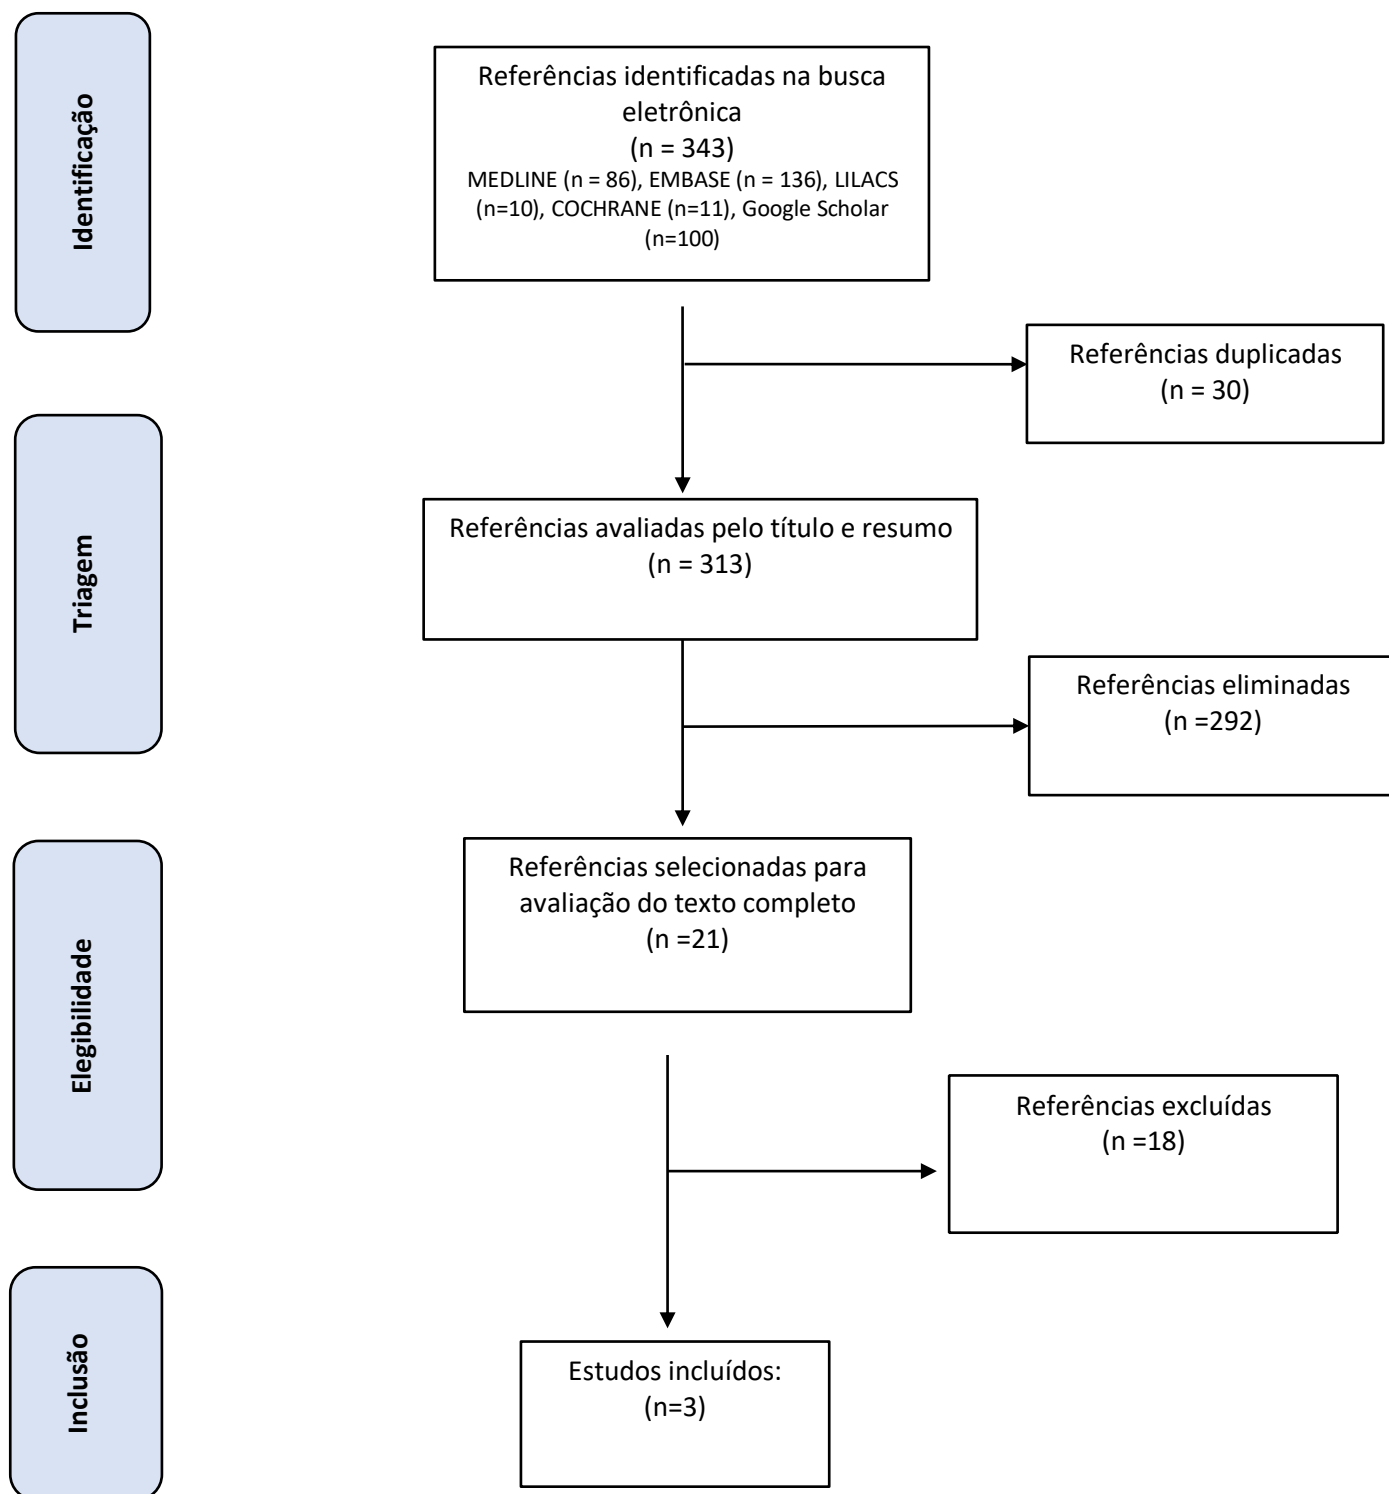 Identificação
Referências identificadas na busca
eletrônica
(n = 343)
MEDLINE (n = 86), EMBASE (n = 136), LILACS
(n=10), COCHRANE (n=11), Google Scholar
(n=100)
Referências duplicadas
(n = 30)
Triagem
Referências avaliadas pelo título e resumo
(n = 313)
Referências eliminadas
(n =292)
Elegibilidade
Referências selecionadas para
avaliação do texto completo
(n =21)
Referências excluídas
(n =18)
Inclusão
Estudos incluídos:
(n=3)